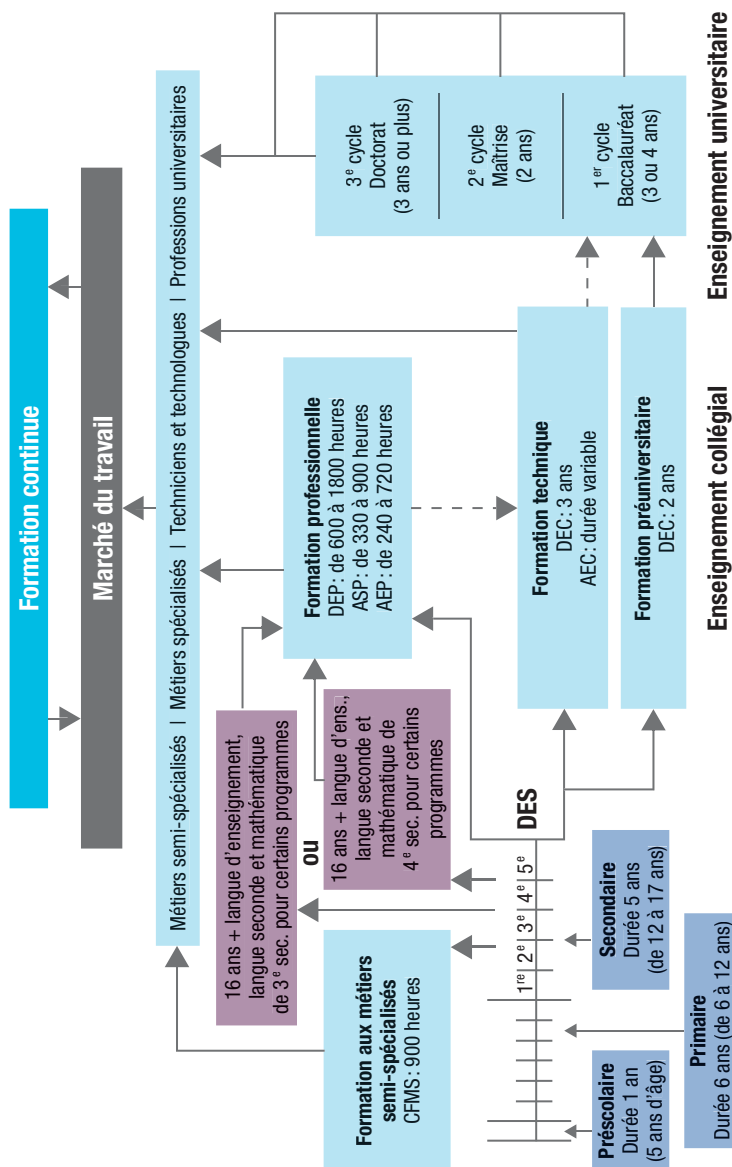 Formation continue
Marché du travail
Métiers semi-spécialisés | Métiers spécialisés | Techniciens et technologues | Professions universitaires
16 ans + langue d'enseignement,
langue seconde et mathématique
de 3e sec. pour certains programmes
ou
16 ans + langue d'ens.,
langue seconde et
mathématique de
4e sec. pour certains
programmes
Formation aux métiers
semi-spécialisés
CFMS : 900 heures
Formation professionnelle
DEP : de 600 à 1800 heures
ASP : de 330 à 900 heures
AEP : de 240 à 720 heures
3e cycle
Doctorat
(3 ans ou plus)
2e cycle
Maîtrise
(2 ans)
1er cycle
Baccalauréat
(3 ou 4 ans)
1re 2e 3e 4e 5e
DES
Formation technique
DEC : 3 ans
AEC : durée variable
Formation préuniversitaire
DEC : 2 ans
Préscolaire
Durée 1 an
(5 ans d'âge)
Primaire
Durée 6 ans (de 6 à 12 ans)
Secondaire
Durée 5 ans
(de 12 à 17 ans)
Enseignement collégial
Enseignement universitaire